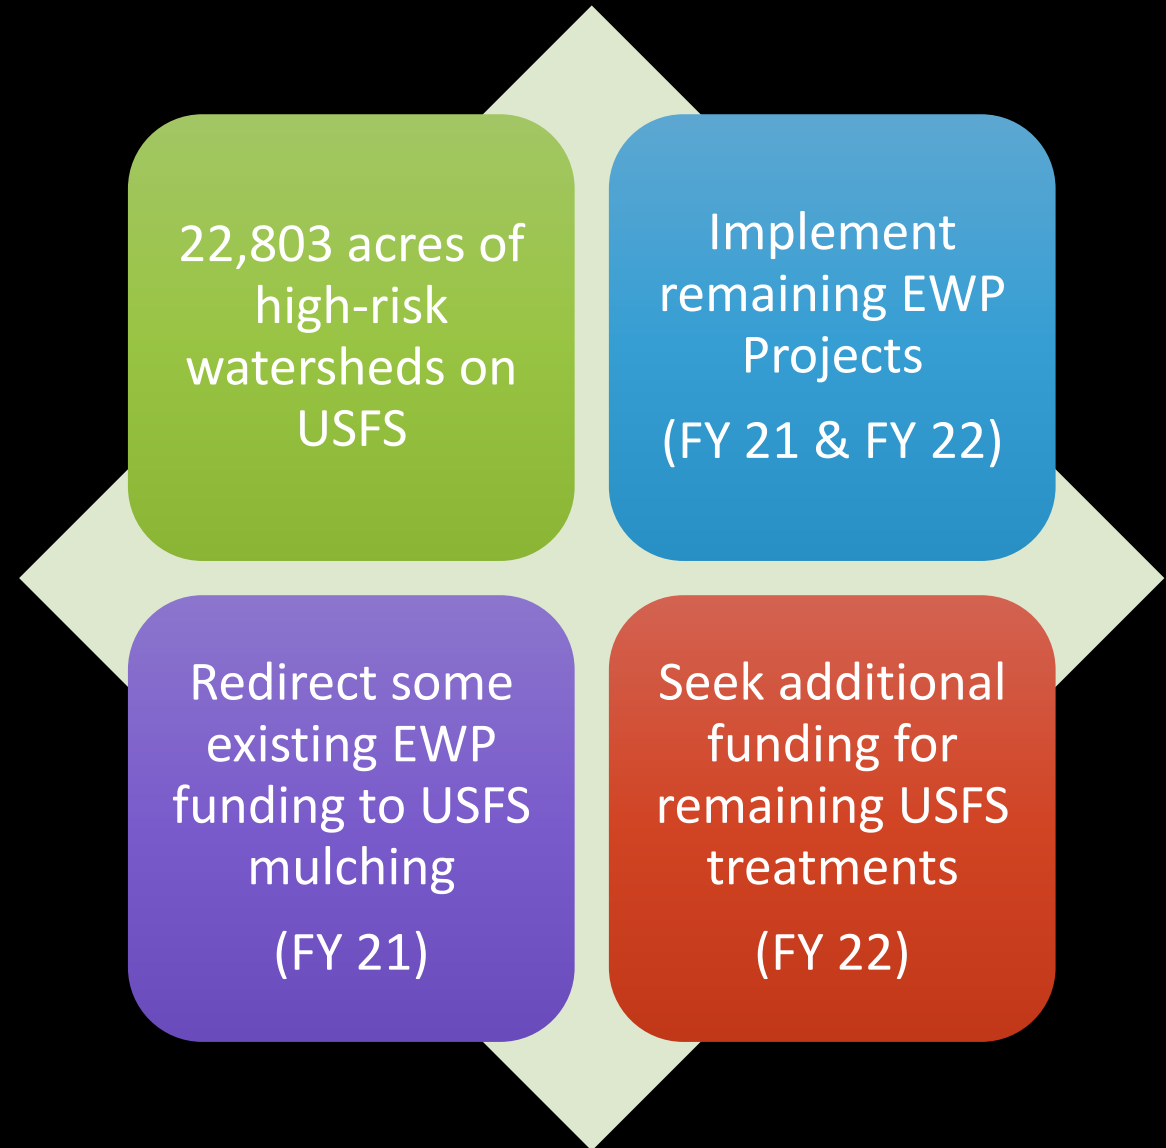 22,803 acres of
high-risk
watersheds on
USFS
Implement
remaining EWP
Projects
(FY 21 & FY 22)
Redirect some
existing EWP
funding to USFS
mulching
(FY 21)
Seek additional
funding for
remaining USFS
treatments
(FY 22)